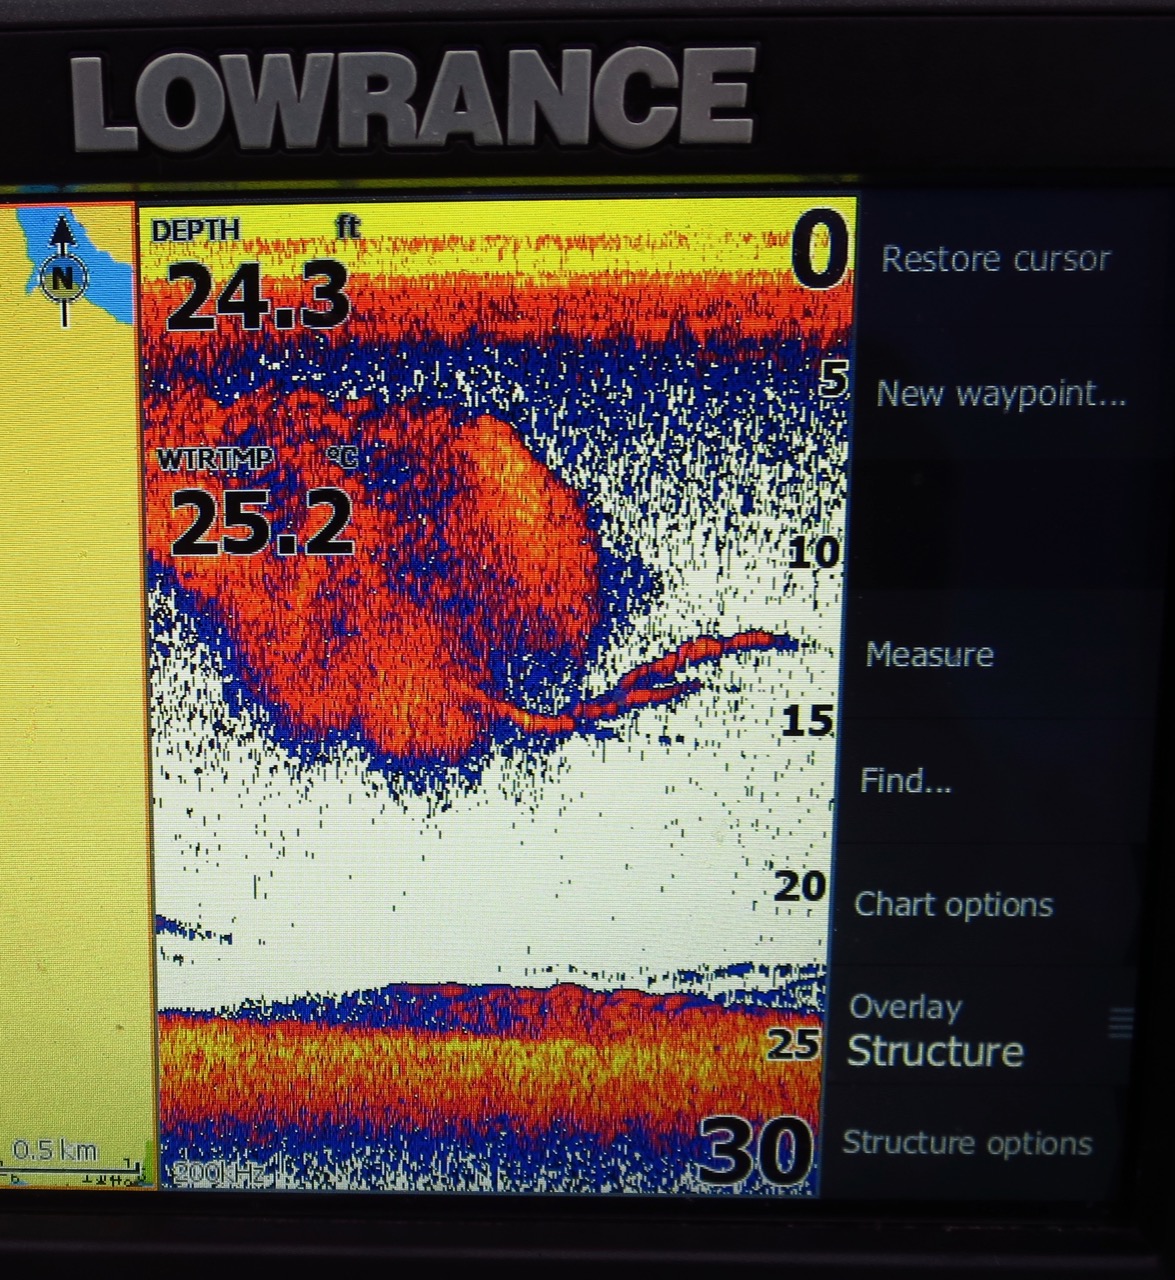 LOWRANCE
N
0.5 km
DEPTH ft
24.3
WTRTMP °C
25.2
0
5
10
15
20
25
30
200kHz
Restore cursor
New waypoint...
Measure
Find...
Chart options
Overlay
Structure
Structure options